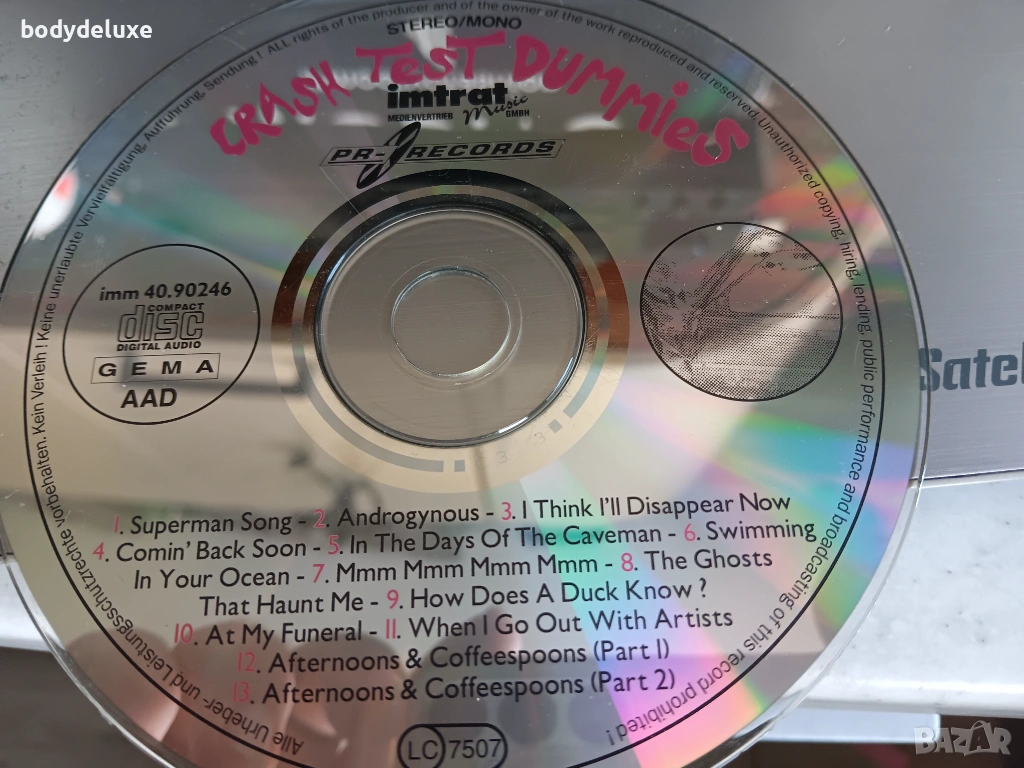 bodydeluxe
Alle Urheber- und Leistungsschutzrechte vorbehalten. Kein Verleih! Keine unerlaubte Vervielfältigung, Aufführung, Sendung! ALL rights of the producer and of the owner of the work reproduced and reserved. Unauthorized copying, hiring, lending, public performance and broadcasting of this record prohibited!
STEREO/MONO
CRASH TEST DUMMIES
imtrat
MEDIENVERTRIEB Music GMBH
PR-RECORDS
imm 40.90246
COMPACT
disc
DIGITAL AUDIO
GEMA
AAD
Satel
1. Superman Song - 2. Androgynous - 3. I Think I'll Disappear Now
4. Comin' Back Soon - 5. In The Days Of The Caveman - 6. Swimming
In Your Ocean - 7. Mmm Mmm Mmm Mmm - 8. The Ghosts
That Haunt Me - 9. How Does A Duck Know?
10. At My Funeral - 11. When I Go Out With Artists
12. Afternoons & Coffeespoons (Part 1)
13. Afternoons & Coffeespoons (Part 2)
LC 7507
BAZAR